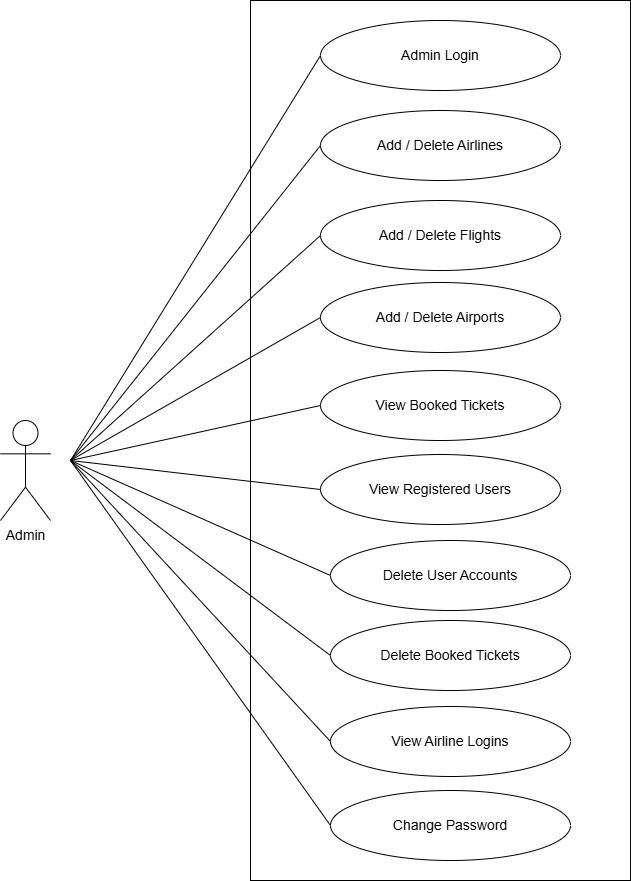 Admin Login
Add / Delete Airlines
Add / Delete Flights
Add / Delete Airports
View Booked Tickets
View Registered Users
Admin
Delete User Accounts
Delete Booked Tickets
View Airline Logins
Change Password